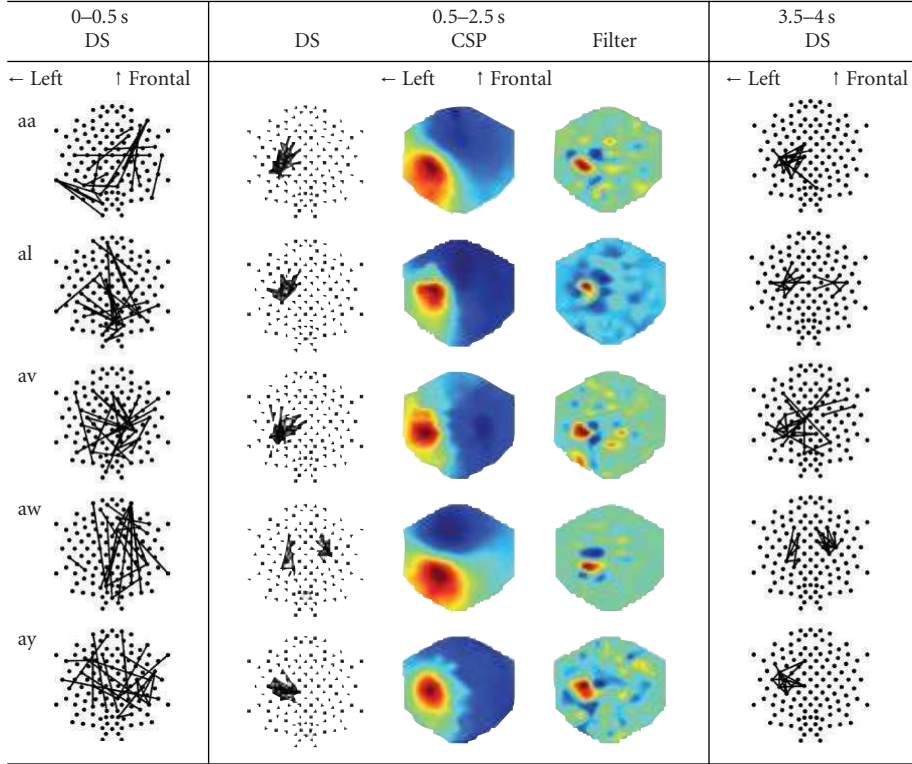 0–0.5 s 0.5–2.5 s 3.5–4 s
DS DS CSP Filter DS
← Left ↑ Frontal ← Left ↑ Frontal ← Left ↑ Frontal
aa
al
av
aw
ay